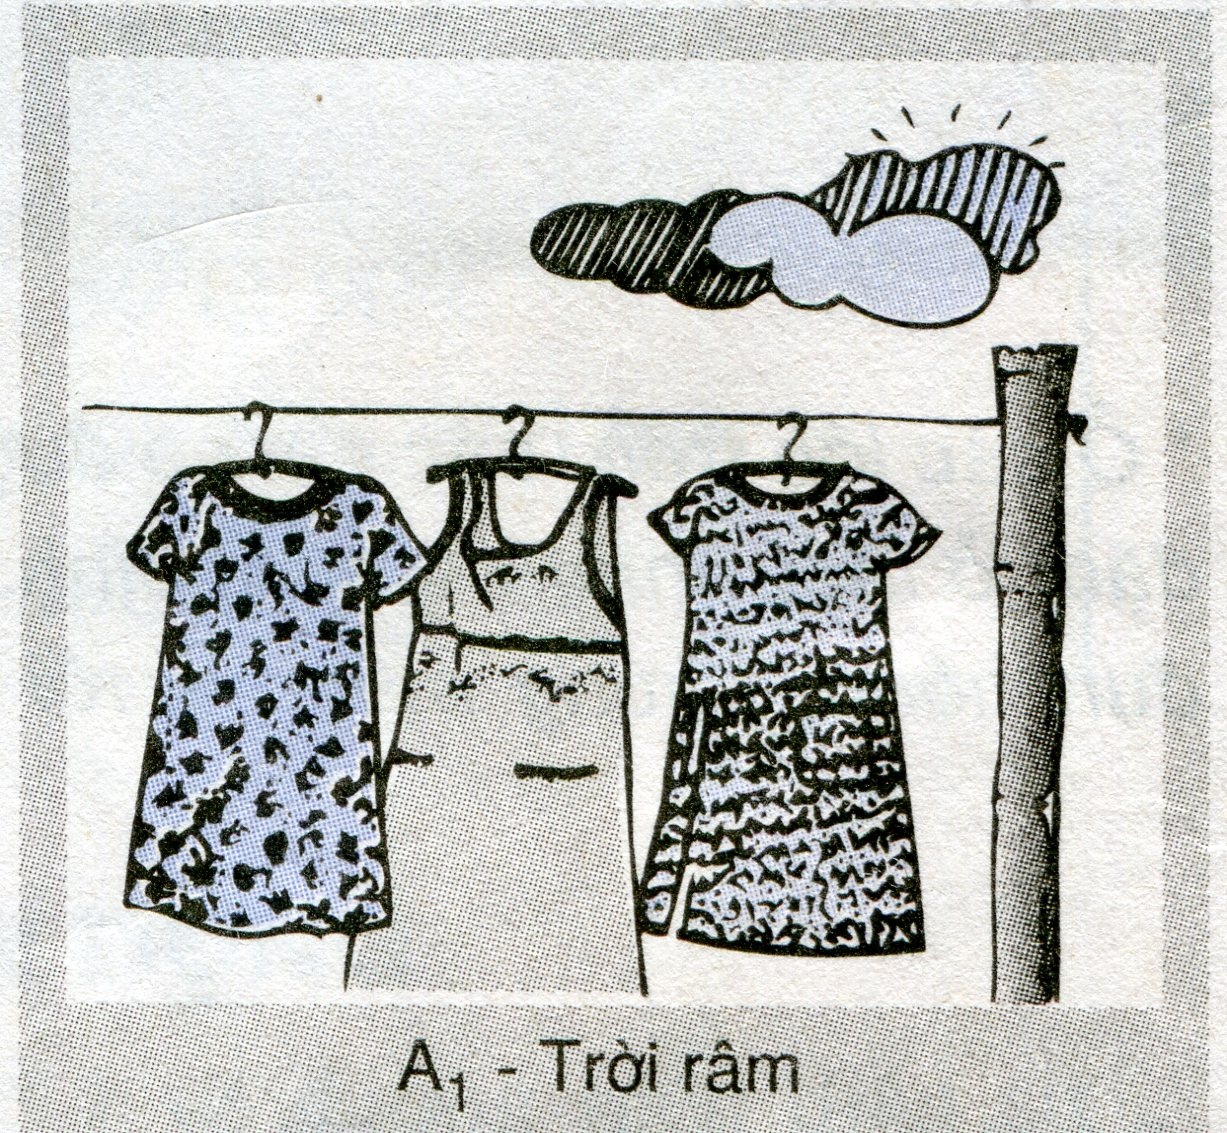 A₁ - Trời râm